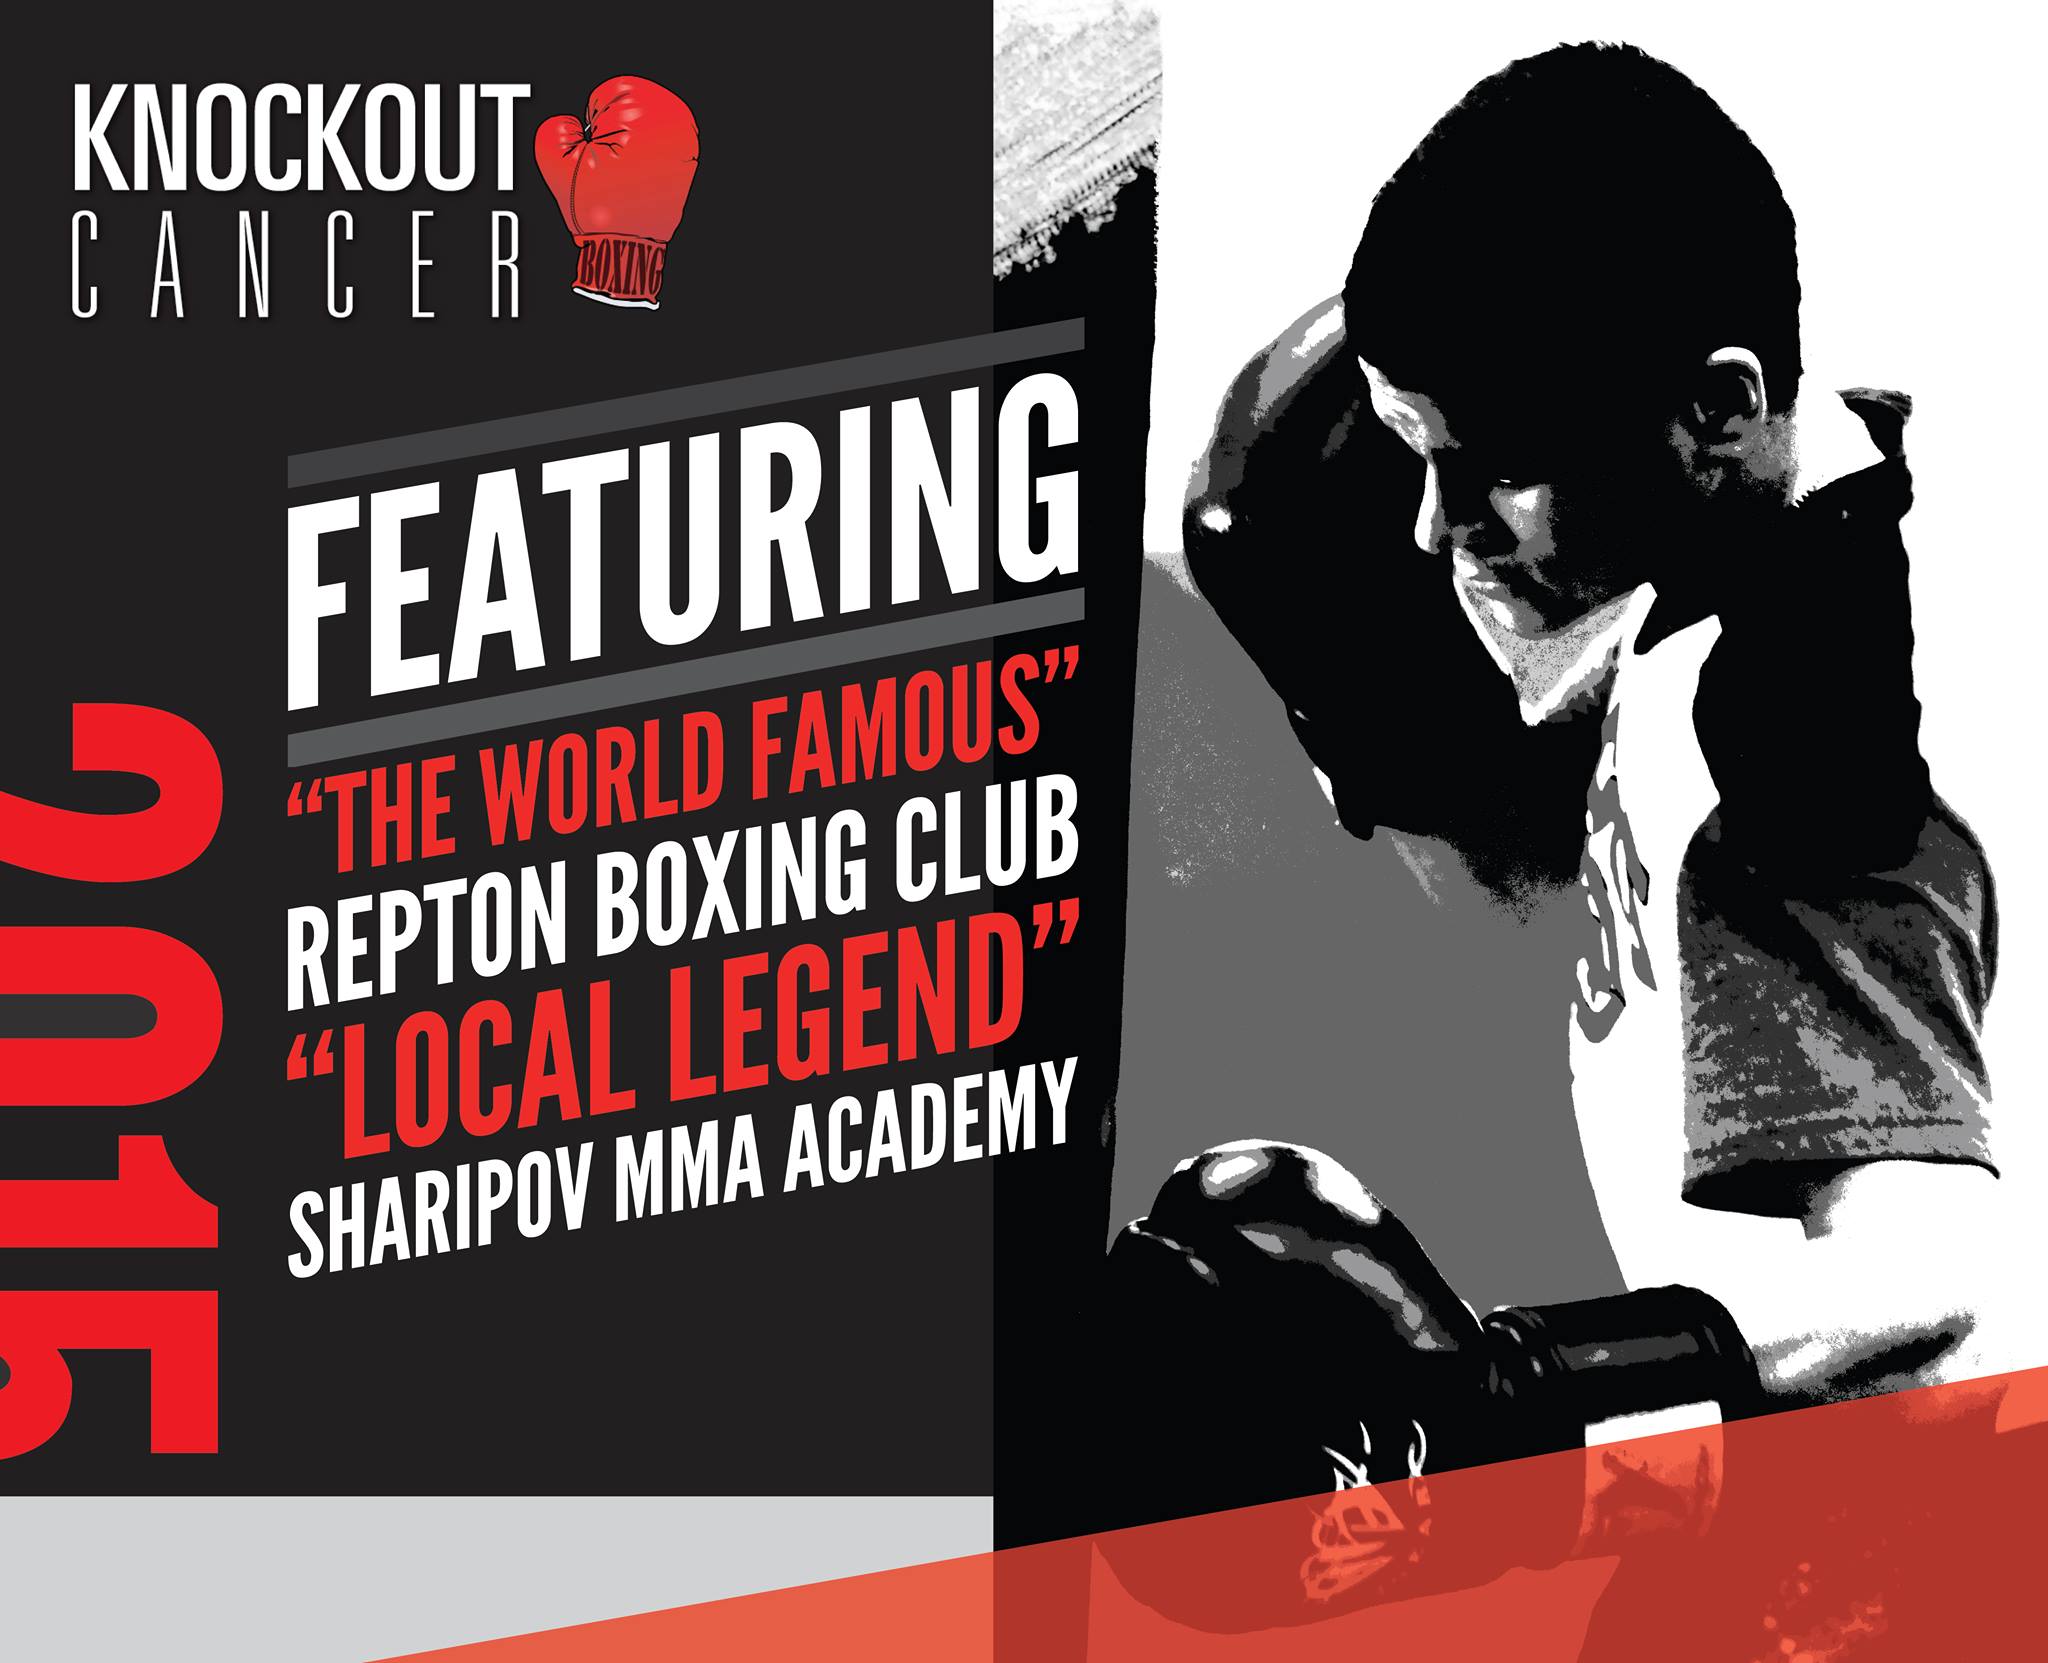 KNOCKOUT
CANCER
BOXING
FEATURING
“THE WORLD FAMOUS”
REPTON BOXING CLUB
“LOCAL LEGEND”
SHARIPOV MMA ACADEMY
2015